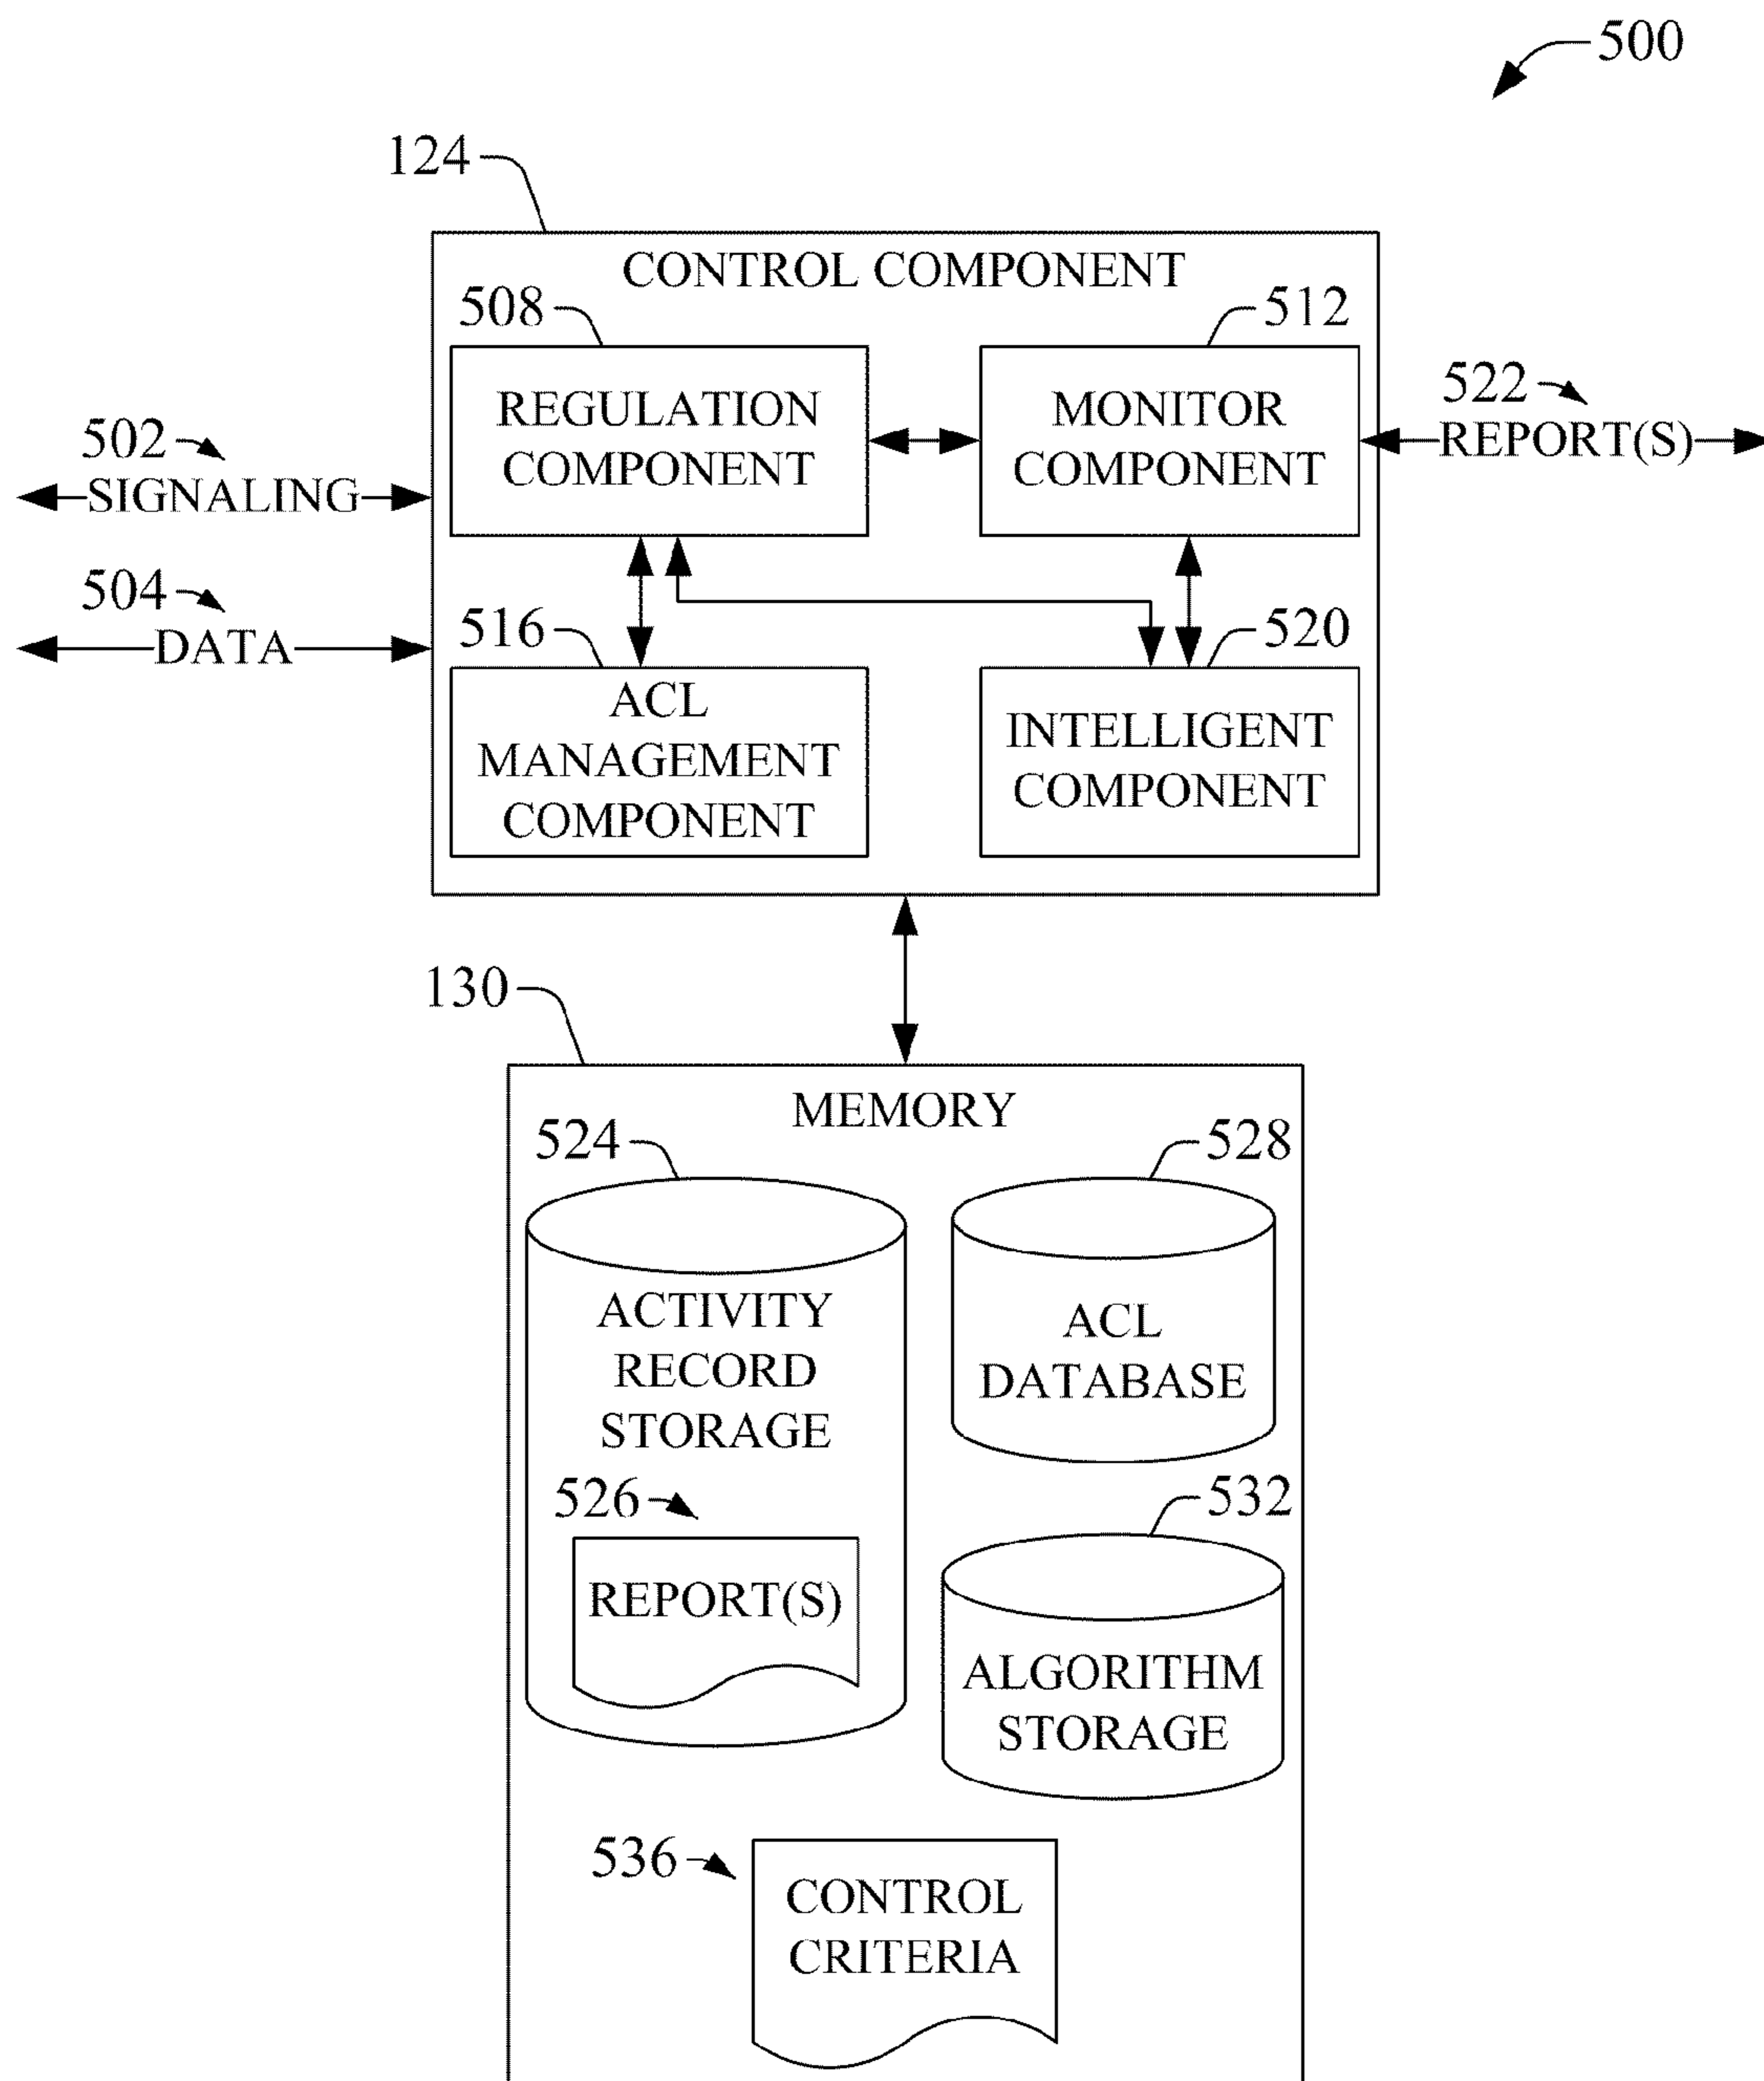 500
124
CONTROL COMPONENT
508
512
REGULATION
COMPONENT
MONITOR
COMPONENT
522
REPORT(S)
502
SIGNALING
504
DATA
516
520
ACL
MANAGEMENT
COMPONENT
INTELLIGENT
COMPONENT
130
MEMORY
524
528
ACTIVITY
RECORD
STORAGE
ACL
DATABASE
526
REPORT(S)
532
ALGORITHM
STORAGE
536
CONTROL
CRITERIA